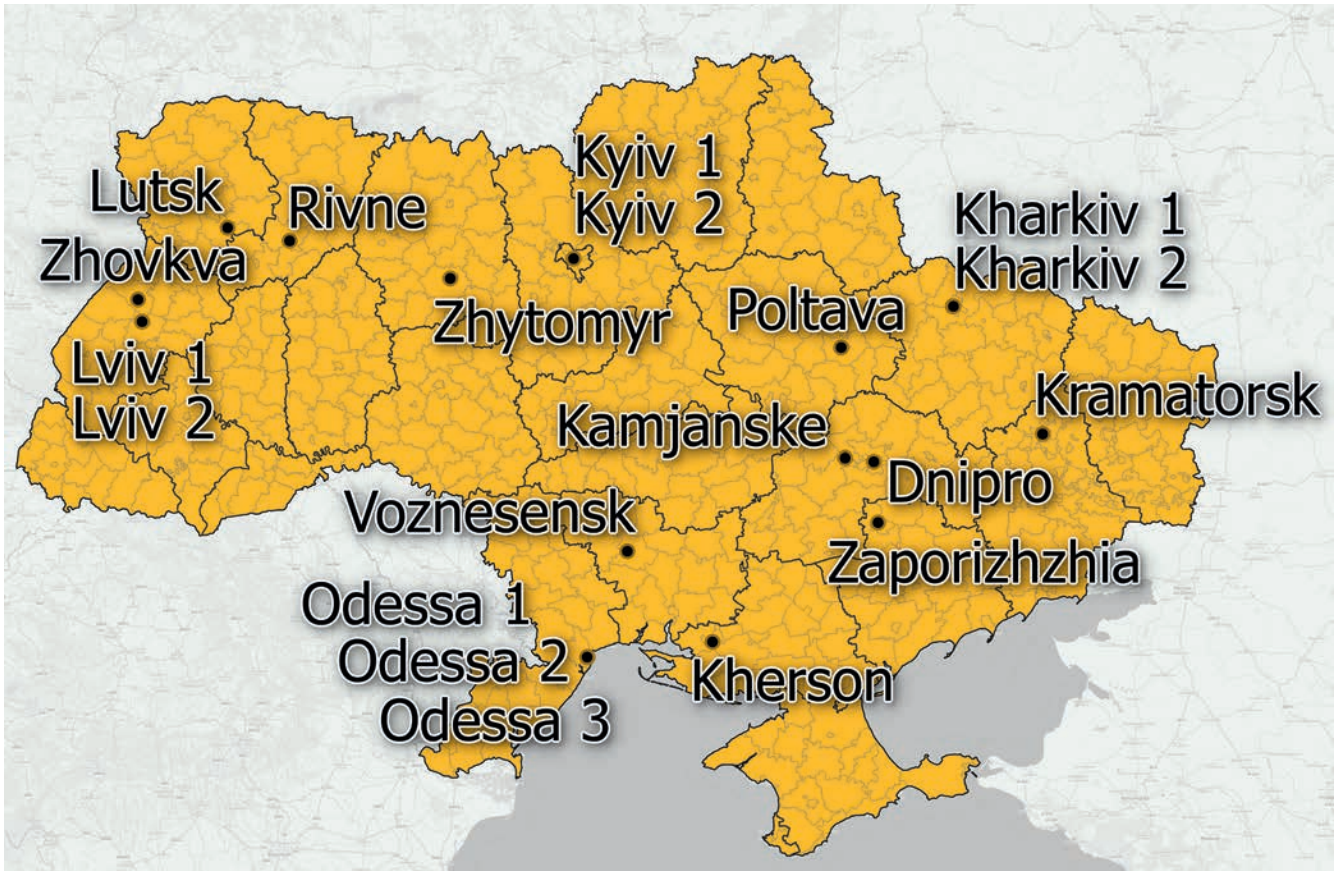 Kyiv 1
Kyiv 2
Lutsk
Rivne
Kharkiv 1
Kharkiv 2
Zhovkva
Zhytomyr
Poltava
Lviv 1
Lviv 2
Kramatorsk
Kamjanske
Dnipro
Voznesensk
Zaporizhzhia
Odessa 1
Odessa 2
Odessa 3
Kherson